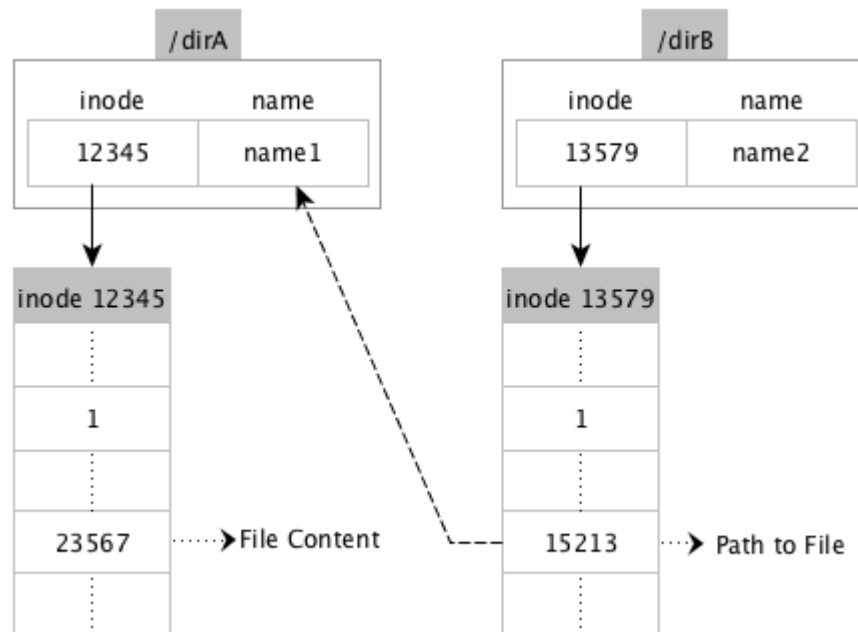 /dirA /dirB
inode name inode name
12345 name1 13579 name2
inode 12345 inode 13579
1 1
23567 File Content 15213 Path to File